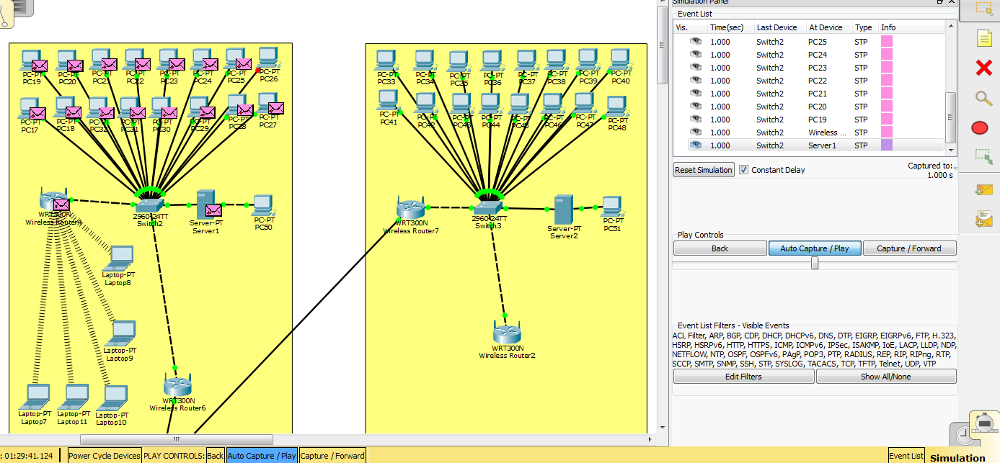 Simulation Panel
Event List
Vis. Time(sec) Last Device At Device Type Info
1.000 Switch2 PC25 STP
1.000 Switch2 PC24 STP
1.000 Switch2 PC23 STP
1.000 Switch2 PC22 STP
1.000 Switch2 PC21 STP
1.000 Switch2 PC20 STP
1.000 Switch2 PC19 STP
1.000 Switch2 Wireless ... STP
1.000 Switch2 Server1 STP
Reset Simulation Constant Delay
Captured to:
1.000 s
Play Controls
Back Auto Capture / Play Capture / Forward
Event List Filters - Visible Events
ACL Filter, ARP, BGP, CDP, DHCP, DHCPv6, DNS, DTP, EIGRP, EIGRPv6, FTP, H.323,
HSRP, HSRPv6, HTTP, HTTPS, ICMP, ICMPv6, IPSec, ISAKMP, IoE, LACP, LLDP, NDP,
NETFLOW, NTP, OSPF, OSPFv6, PAgP, POP3, PTP, RADIUS, REP, RIP, RIPng, RTP,
SCCP, SMTP, SNMP, SSH, STP, SYSLOG, TACACS, TCP, TFTP, Telnet, UDP, VTP
Edit Filters Show All/None
PC-PT PC-PT PC-PT PC-PT PC-PT PC-PT PC-PT PC-PT
PC19 PC20 PC21 PC22 PC23 PC24 PC25 PC26
PC-PT PC-PT PC-PT PC-PT PC-PT PC-PT PC-PT PC-PT
PC17 PC18 PC32 PC31 PC30 PC29 PC28 PC27
WRT300N
Wireless Router4
2960-24TT
Switch2
Server-PT
Server1
PC-PT
PC50
Laptop-PT
Laptop8
Laptop-PT
Laptop9
Laptop-PT Laptop-PT Laptop-PT
Laptop7 Laptop11 Laptop10
WRT300N
Wireless Router6
PC-PT PC-PT PC-PT PC-PT PC-PT PC-PT PC-PT PC-PT
PC33 PC34 PC35 PC36 PC37 PC38 PC39 PC40
PC-PT PC-PT PC-PT PC-PT PC-PT PC-PT PC-PT PC-PT
PC41 PC42 PC43 PC44 PC45 PC46 PC47 PC48
WRT300N
Wireless Router7
2960-24TT
Switch3
Server-PT
Server2
PC-PT
PC51
WRT300N
Wireless Router2
: 01:29:41.124 Power Cycle Devices PLAY CONTROLS: Back Auto Capture / Play Capture / Forward Event List Simulation